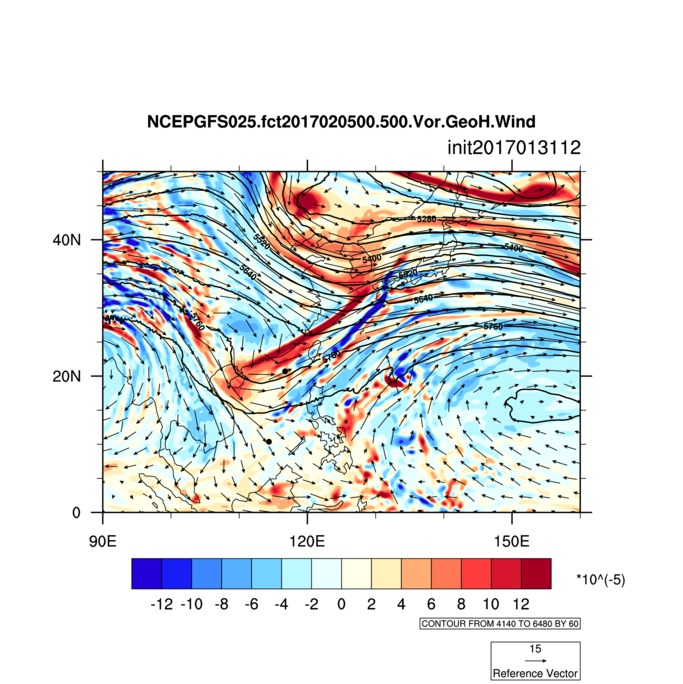 NCEPGFS025.fct2017020500.500.Vor.GeoH.Wind
init2017013112
5280
5520
5400
5400
40N
5520
5640
5640
5760
5760
5760
20N
0
90E 120E 150E
-12 -10 -8 -6 -4 -2 0 2 4 6 8 10 12
*10^(-5)
CONTOUR FROM 4140 TO 6480 BY 60
15
Reference Vector